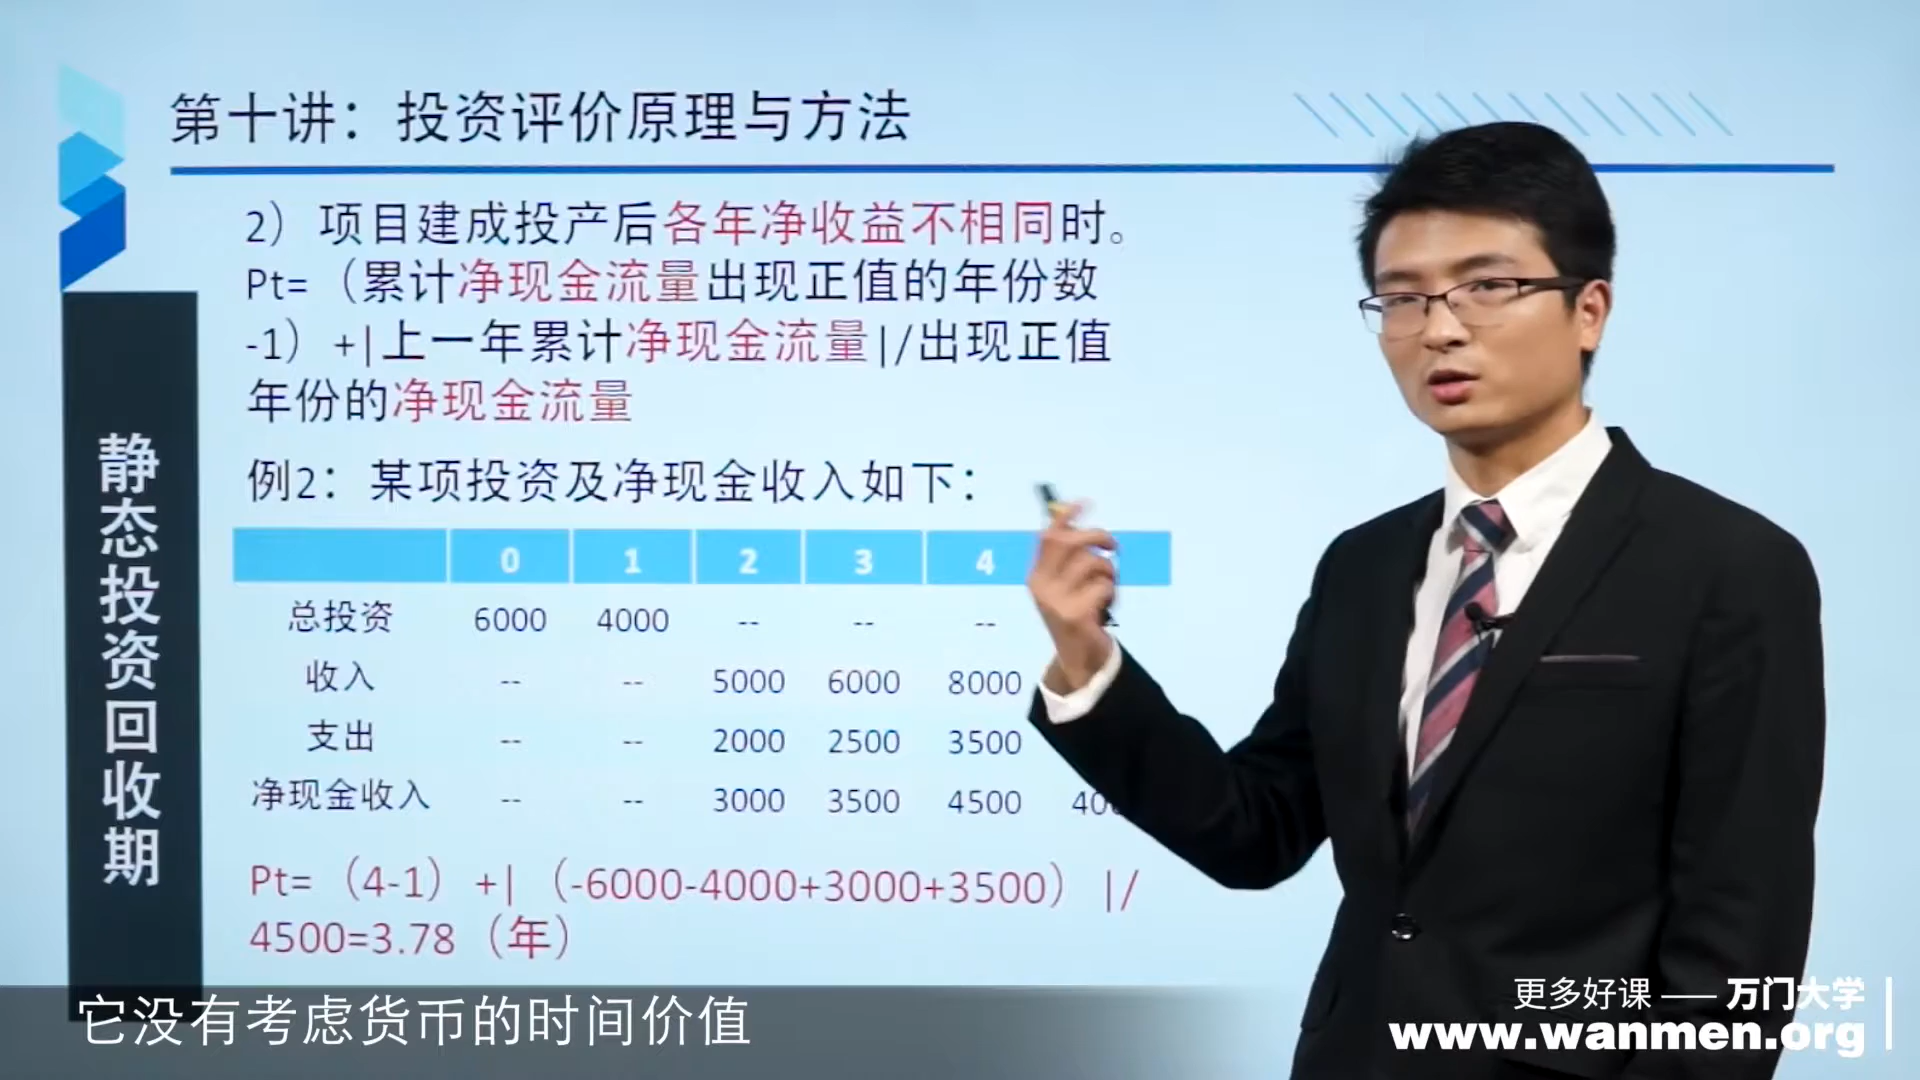 第十讲：投资评价原理与方法
静态投资回收期
2）项目建成投产后各年净收益不相同时。
Pt=（累计净现金流量出现正值的年份数
-1）+|上一年累计净现金流量|/出现正值
年份的净现金流量
例2：某项投资及净现金收入如下：
0 1 2 3 4
总投资 6000 4000 -- -- --
收入 -- -- 5000 6000 8000
支出 -- -- 2000 2500 3500
净现金收入 -- -- 3000 3500 4500
Pt=（4-1）+|（-6000-4000+3000+3500）|/
4500=3.78（年）
它没有考虑货币的时间价值
更多好课 —— 万门大学
www.wanmen.org